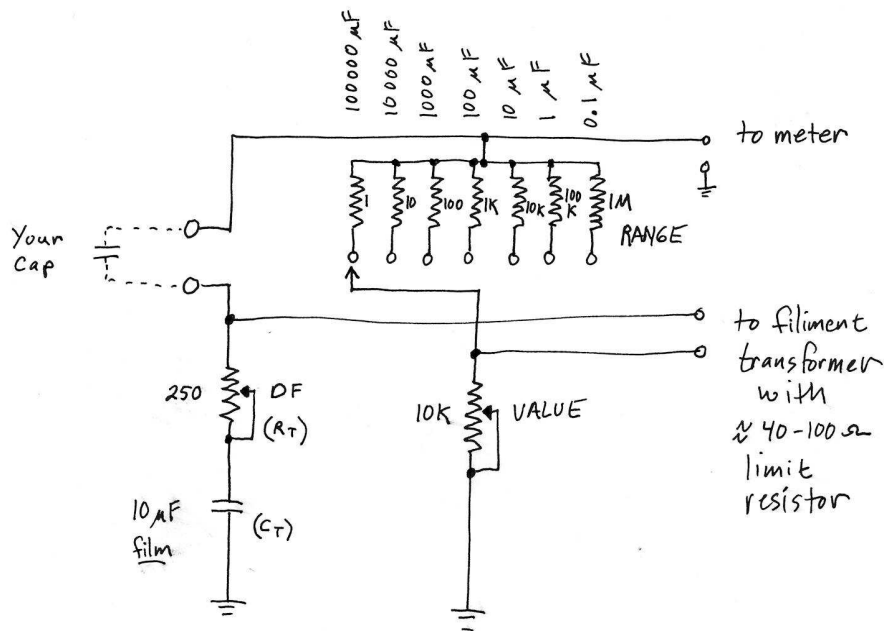 100000 µF
10000 µF
1000 µF
100 µF
10 µF
1 µF
0.1 µF
to meter
1
10
100
1K
10K
100
K
1M
RANGE
Your
Cap
to filiment
transformer
with
≈ 40-100 Ω
limit
resistor
250
DF
(RT)
10K
VALUE
10 µF
film
(CT)